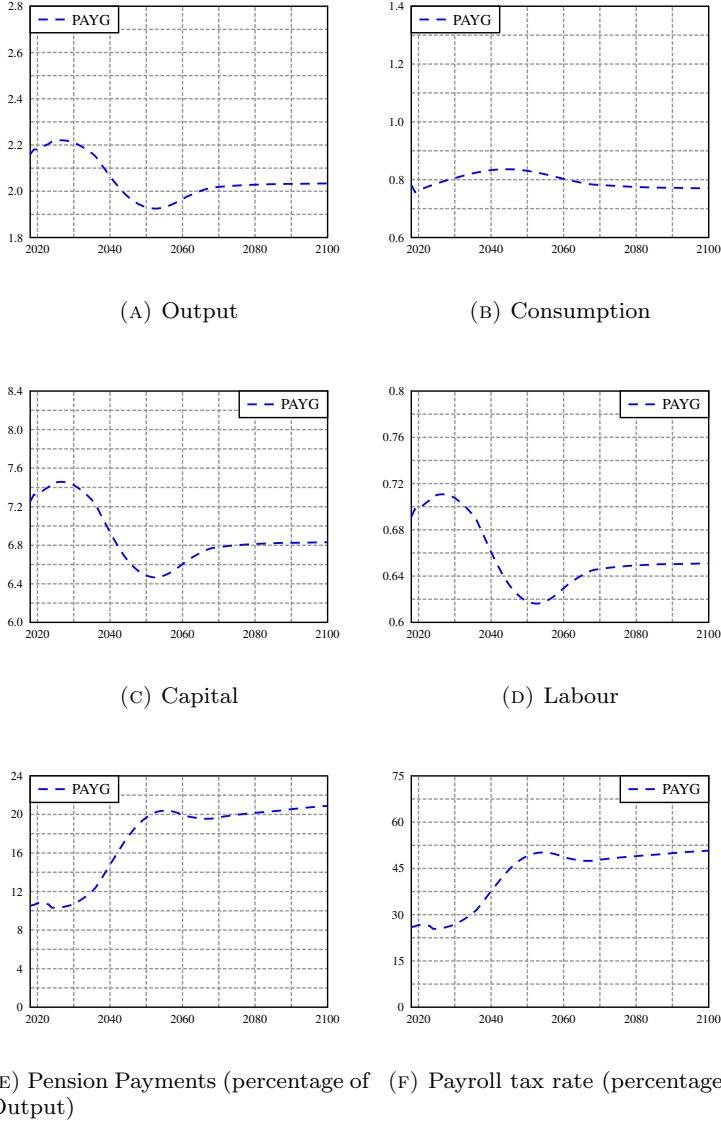 2.8
2.6
2.4
2.2
2.0
1.8
PAYG
2020 2040 2060 2080 2100
(A) Output
1.4
1.2
1.0
0.8
0.6
PAYG
2020 2040 2060 2080 2100
(B) Consumption
8.4
8.0
7.6
7.2
6.8
6.4
6.0
PAYG
2020 2040 2060 2080 2100
(C) Capital
0.8
0.76
0.72
0.68
0.64
0.6
PAYG
2020 2040 2060 2080 2100
(D) Labour
24
20
16
12
8
4
0
PAYG
2020 2040 2060 2080 2100
E) Pension Payments (percentage of
Output)
75
60
45
30
15
0
PAYG
2020 2040 2060 2080 2100
(F) Payroll tax rate (percentage